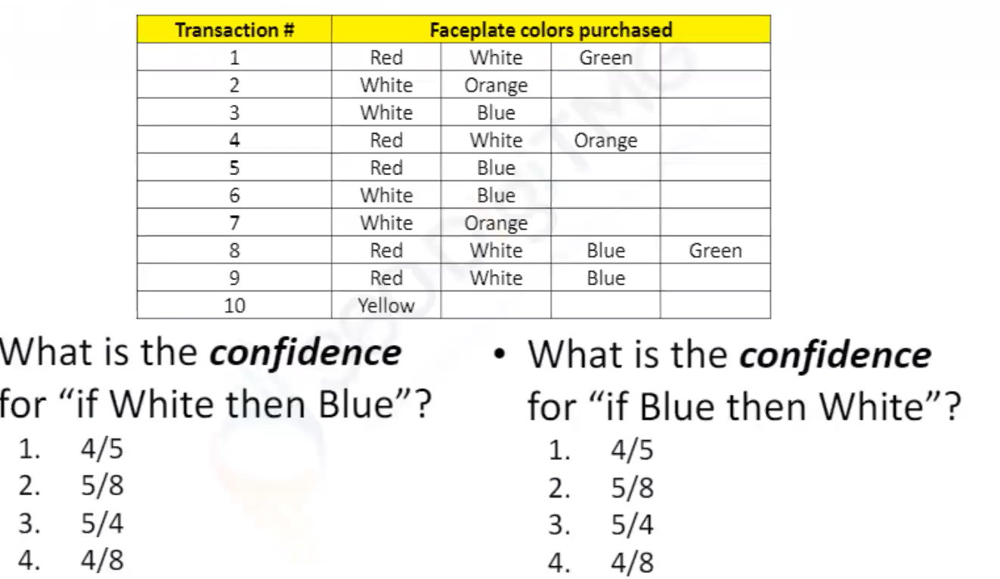 Transaction # Faceplate colors purchased
1 Red White Green
2 White Orange
3 White Blue
4 Red White Orange
5 Red Blue
6 White Blue
7 White Orange
8 Red White Blue Green
9 Red White Blue
10 Yellow
What is the confidence
for “if White then Blue”?
1. 4/5
2. 5/8
3. 5/4
4. 4/8
• What is the confidence
for “if Blue then White”?
1. 4/5
2. 5/8
3. 5/4
4. 4/8
360DigiTMG